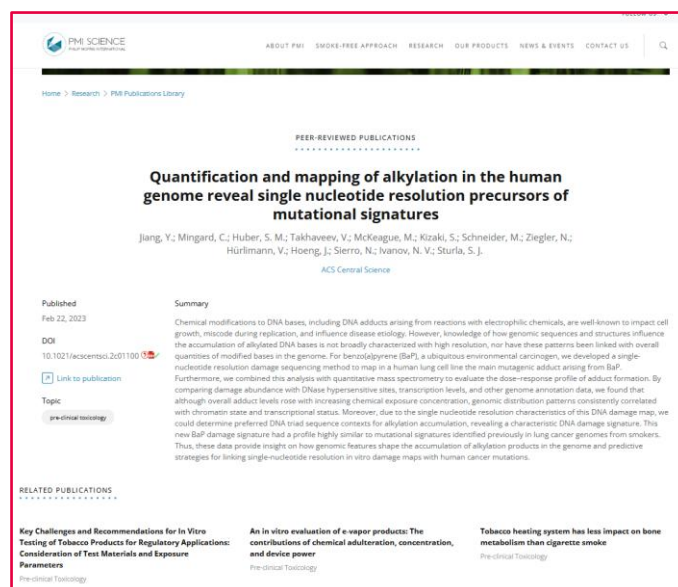 PMI SCIENCE
PHILIP MORRIS INTERNATIONAL
ABOUT PMI SMOKE-FREE APPROACH RESEARCH OUR PRODUCTS NEWS & EVENTS CONTACT US
Home > Research > PMI Publications Library
PEER-REVIEWED PUBLICATIONS
Quantification and mapping of alkylation in the human
genome reveal single nucleotide resolution precursors of
mutational signatures
Jiang, Y.; Mingard, C.; Huber, S. M.; Takhaveev, V.; McKeague, M.; Kizaki, S.; Schneider, M.; Ziegler, N.;
Hürlimann, V.; Hoeng, J.; Sierro, N.; Ivanov, N. V.; Sturla, S. J.
ACS Central Science
Published
Feb 22, 2023
DOI
10.1021/acscentsci.2c01100
Link to publication
Topic
pre-clinical toxicology
Summary
Chemical modifications to DNA bases, including DNA adducts arising from reactions with electrophilic chemicals, are well-known to impact cell
growth, miscode during replication, and influence disease etiology. However, knowledge of how genomic sequences and structures influence
the accumulation of alkylated DNA bases is not broadly characterized with high resolution, nor have these patterns been linked with overall
quantities of modified bases in the genome. For benzo(a)pyrene (BaP), a ubiquitous environmental carcinogen, we developed a single-
nucleotide resolution damage sequencing method to map in a human lung cell line the main mutagenic adduct arising from BaP.
Furthermore, we combined this analysis with quantitative mass spectrometry to evaluate the dose–response profile of adduct formation. By
comparing damage abundance with DNase hypersensitive sites, transcription levels, and other genome annotation data, we found that
although overall adduct levels rose with increasing chemical exposure concentration, genomic distribution patterns consistently correlated
with chromatin state and transcriptional status. Moreover, due to the single nucleotide resolution characteristics of this DNA damage map, we
could determine preferred DNA triad sequence contexts for alkylation accumulation, revealing a characteristic DNA damage signature. This
new BaP damage signature had a profile highly similar to mutational signatures identified previously in lung cancer genomes from smokers.
Thus, these data provide insight on how genomic features shape the accumulation of alkylation products in the genome and predictive
strategies for linking single-nucleotide resolution in vitro damage maps with human cancer mutations.
RELATED PUBLICATIONS
Key Challenges and Recommendations for In Vitro
Testing of Tobacco Products for Regulatory Applications:
Consideration of Test Materials and Exposure
Parameters
Pre-clinical Toxicology
An in vitro evaluation of e-vapor products: The
contributions of chemical adulteration, concentration,
and device power
Pre-clinical Toxicology
Tobacco heating system has less impact on bone
metabolism than cigarette smoke
Pre-clinical Toxicology